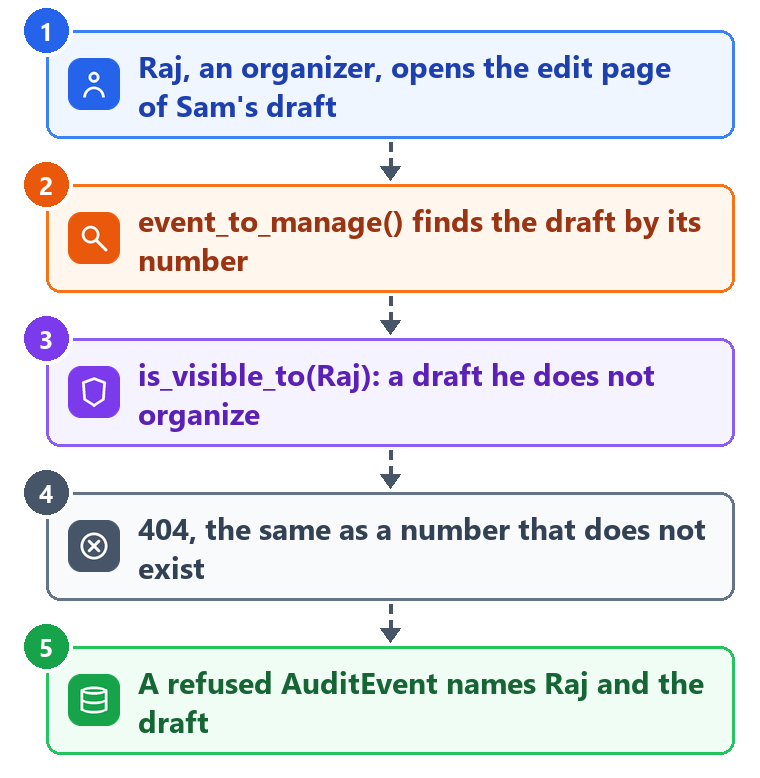 1
Raj, an organizer, opens the edit page
of Sam's draft
2
event_to_manage() finds the draft by its
number
3
is_visible_to(Raj): a draft he does not
organize
4
404, the same as a number that does not
exist
5
A refused AuditEvent names Raj and the
draft